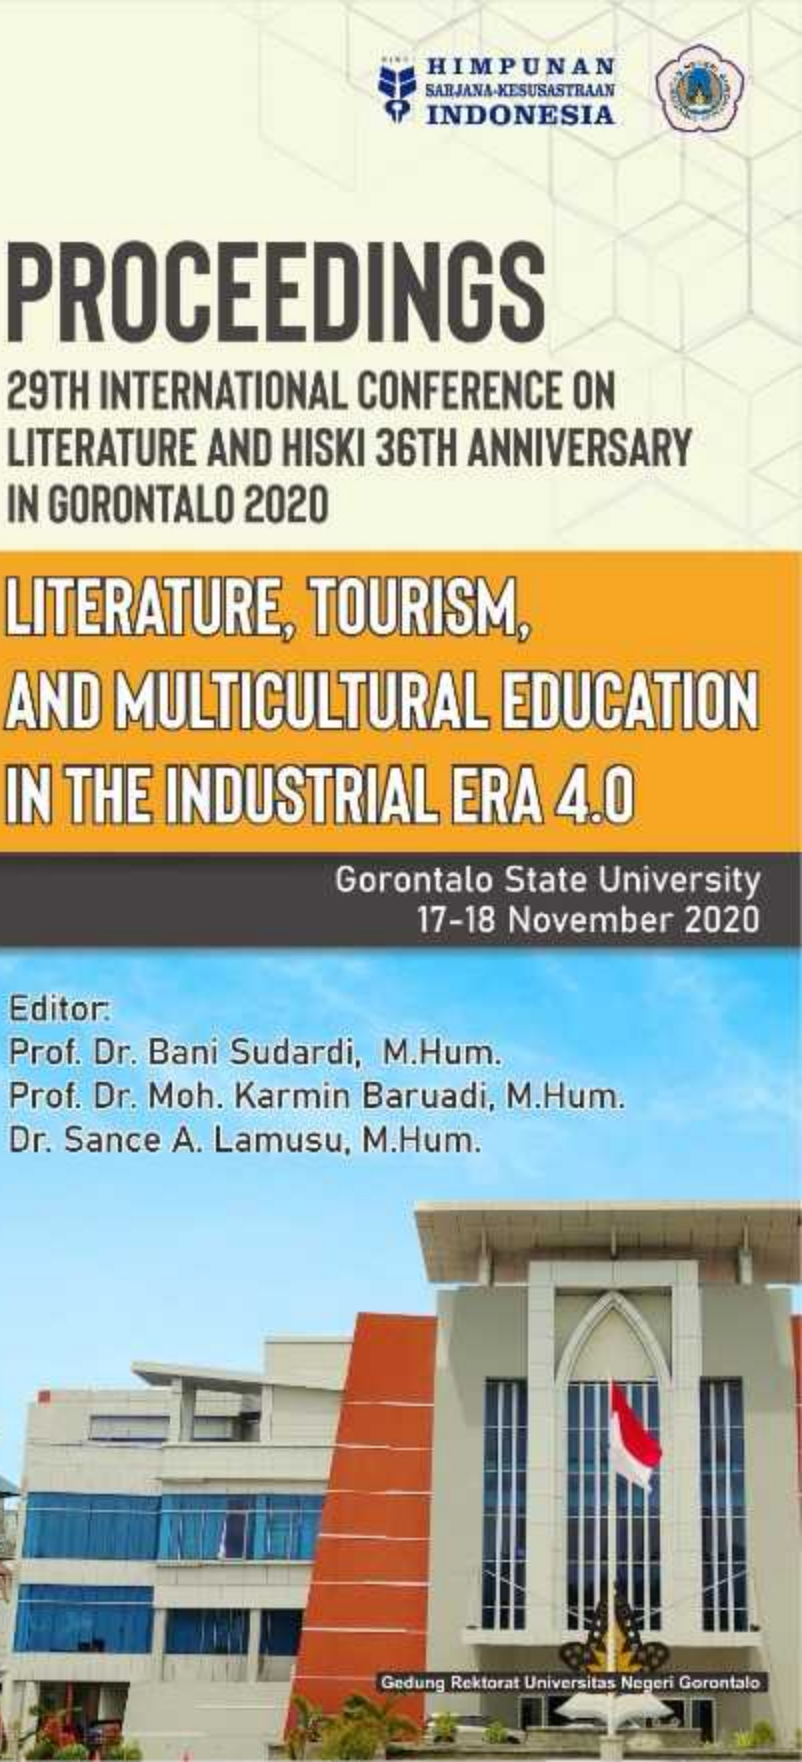 HIMPUNAN
SARJANA-KESUSASTRAAN
INDONESIA
PROCEEDINGS
29TH INTERNATIONAL CONFERENCE ON
LITERATURE AND HISKI 36TH ANNIVERSARY
IN GORONTALO 2020
LITERATURE, TOURISM,
AND MULTICULTURAL EDUCATION
IN THE INDUSTRIAL ERA 4.0
Gorontalo State University
17-18 November 2020
Editor:
Prof. Dr. Bani Sudardi, M.Hum.
Prof. Dr. Moh. Karmin Baruadi, M.Hum.
Dr. Sance A. Lamusu, M.Hum.
Gedung Rektorat Universitas Negeri Gorontalo